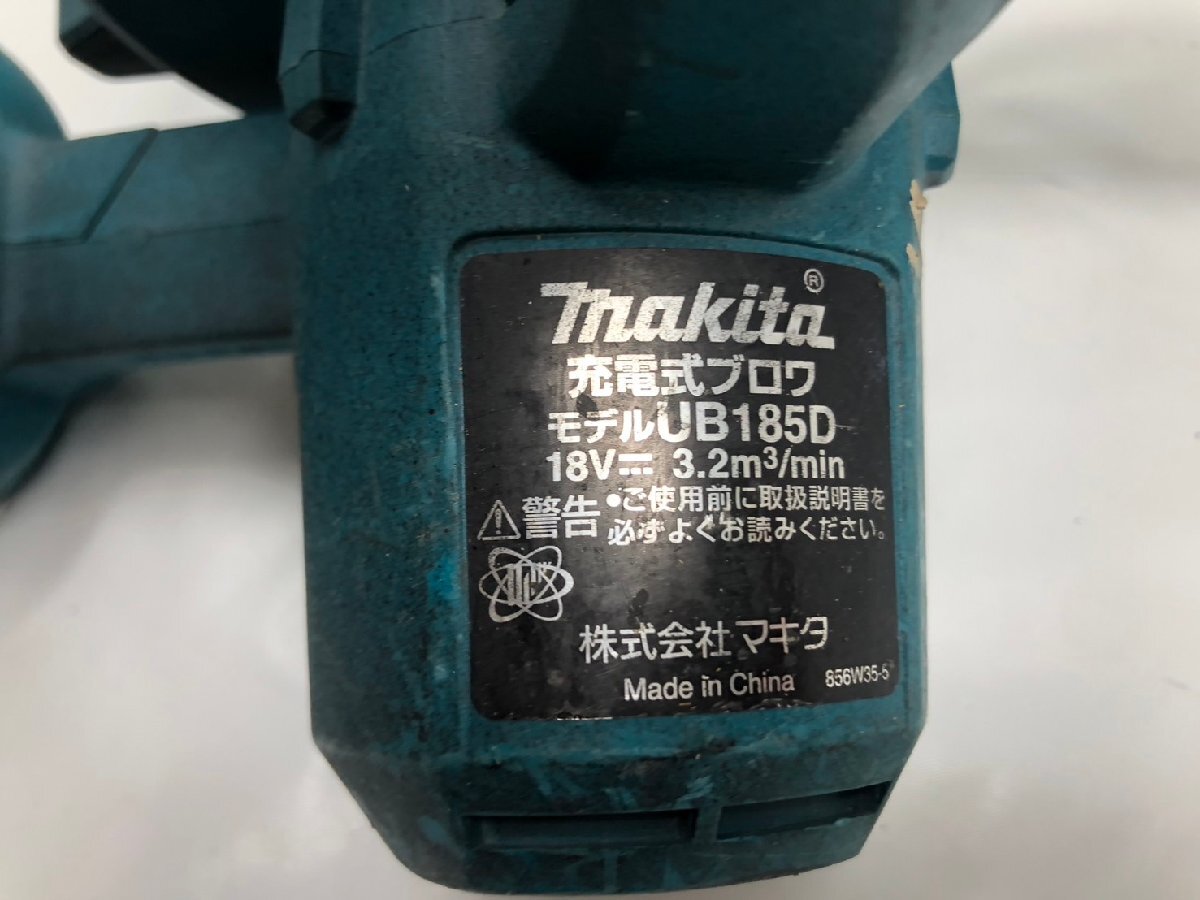 makita®
充電式ブロワ
モデルUB185D
18V⎓ 3.2m³/min
⚠警告 •ご使用前に取扱説明書を
必ずよくお読みください。
株式会社マキタ
Made in China 856W35-5